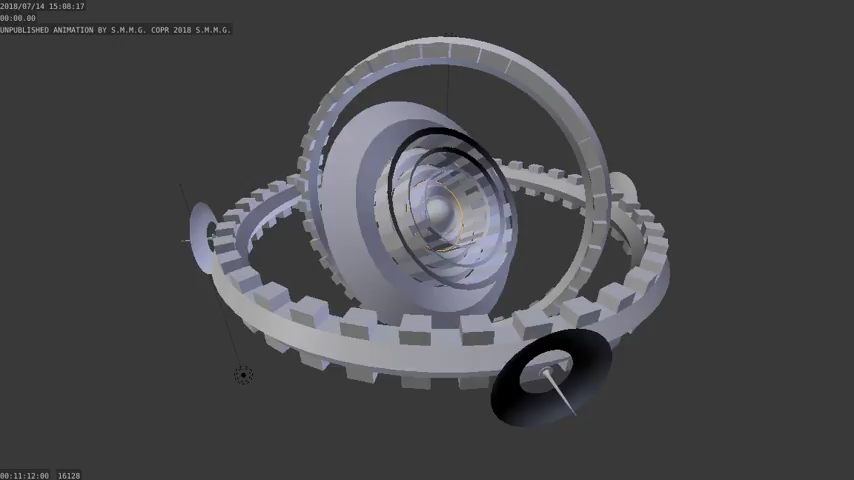 2018/07/14 15:08:17
00:00.00
UNPUBLISHED ANIMATION BY S.M.M.G. COPR 2018 S.M.M.G.
00:11:12:00 16128